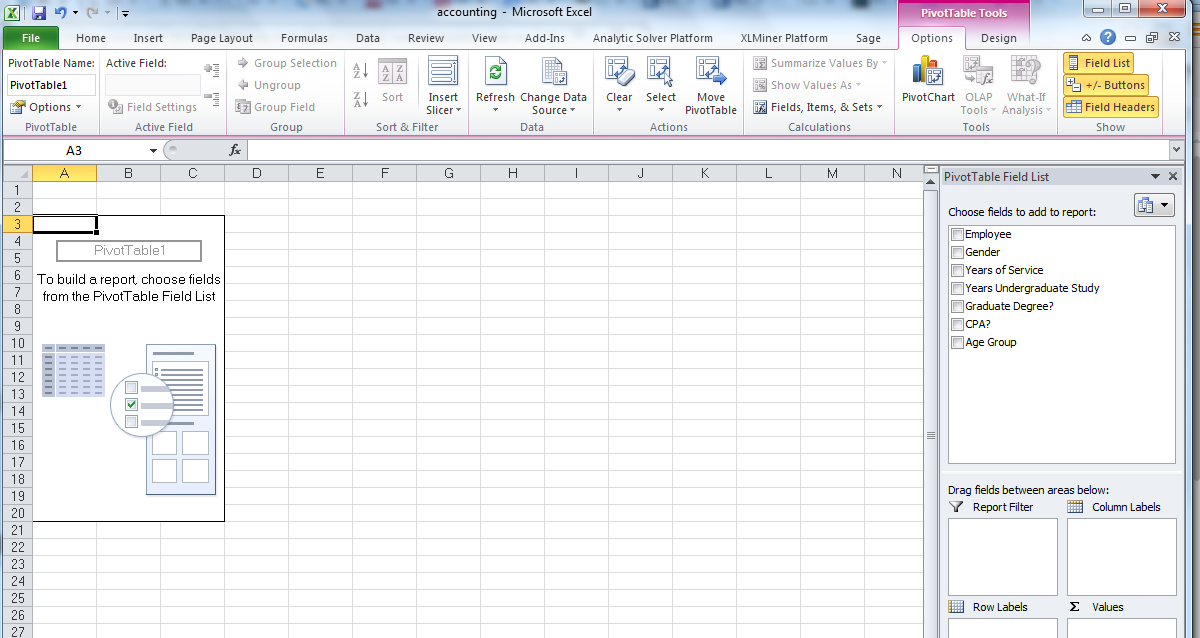 accounting - Microsoft Excel
PivotTable Tools
File Home Insert Page Layout Formulas Data Review View Add-Ins Analytic Solver Platform XLMiner Platform Sage Options Design
PivotTable Name:
PivotTable1
Options
PivotTable
Active Field:
Field Settings
Active Field
Group Selection
Ungroup
Group Field
Group
Sort
Insert
Slicer
Sort & Filter
Refresh
Change Data
Source
Data
Clear
Select
Move
PivotTable
Actions
Summarize Values By
Show Values As
Fields, Items, & Sets
Calculations
PivotChart
OLAP
Tools
What-If
Analysis
Tools
Field List
+/- Buttons
Field Headers
Show
A3
fx
A B C D E F G H I J K L M N
1
2
3
4
5
6
7
8
9
10
11
12
13
14
15
16
17
18
19
20
21
22
23
24
25
26
27
PivotTable1
To build a report, choose fields
from the PivotTable Field List
PivotTable Field List
Choose fields to add to report:
Employee
Gender
Years of Service
Years Undergraduate Study
Graduate Degree?
CPA?
Age Group
Drag fields between areas below:
Report Filter
Column Labels
Row Labels
Σ Values